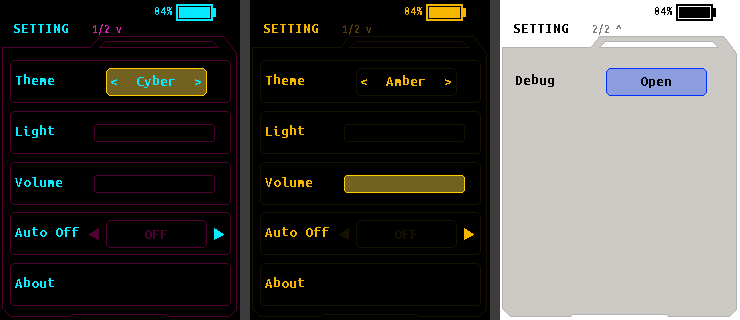 84%
SETTING 1/2 v
Theme < Cyber >
Light
Volume
Auto Off OFF
About
84%
SETTING 1/2 v
Theme < Amber >
Light
Volume
Auto Off OFF
About
84%
SETTING 2/2 ^
Debug Open